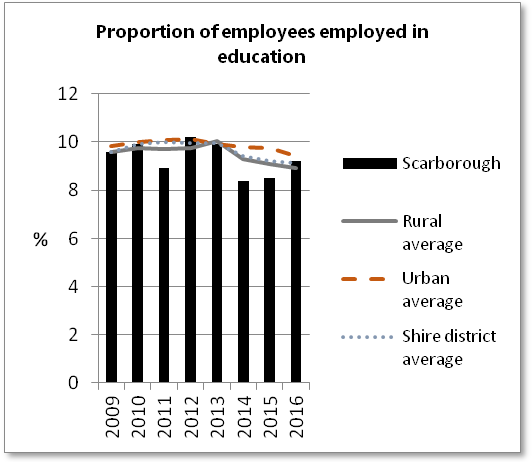 Proportion of employees employed in
education
12
10
8
6
4
2
0
%
2009
2010
2011
2012
2013
2014
2015
2016
Scarborough
Rural
average
Urban
average
Shire district
average